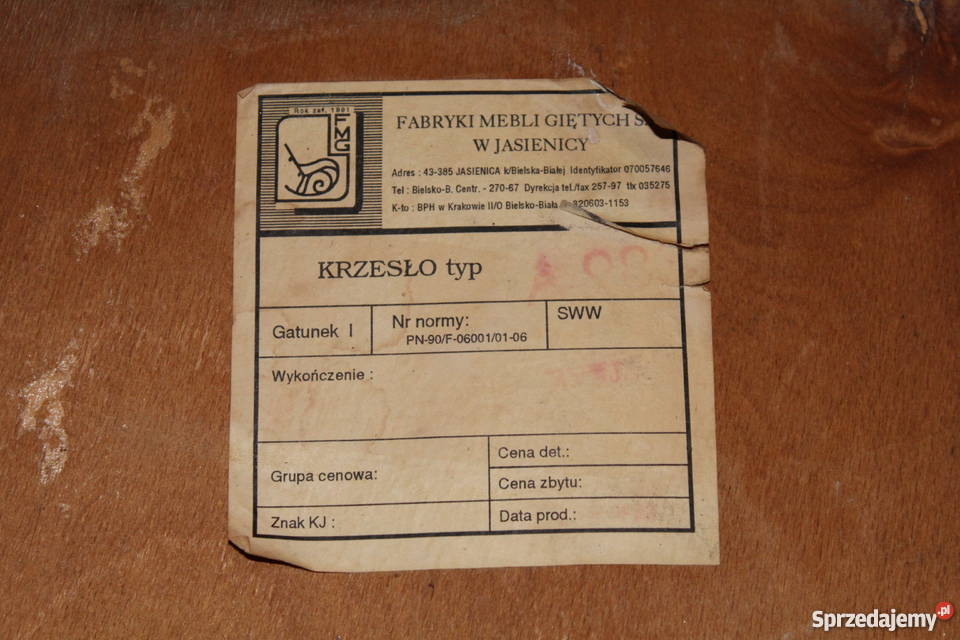 Rok zał. 1881
FMG
FABRYKI MEBLI GIĘTYCH
W JASIENICY
Adres : 43-385 JASIENICA k/Bielska-Białej Identyfikator 070057646
Tel : Bielsko-B. Centr. - 270-67 Dyrekcja tel./fax 257-97 tlx 035275
K-to : BPH w Krakowie II/O Bielsko-Biała 320603-1153
KRZESŁO typ
Gatunek I
Nr normy:
PN-90/F-06001/01-06
SWW
Wykończenie :
Grupa cenowa:
Cena det.:
Cena zbytu:
Znak KJ :
Data prod.:
Sprzedajemy.pl